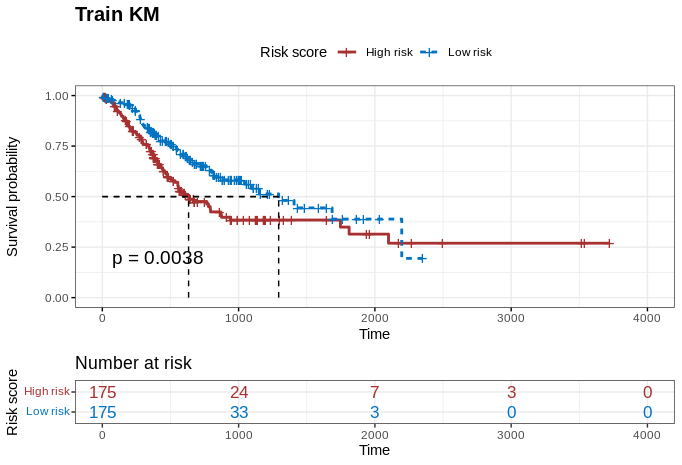 Train KM
Risk score High risk Low risk
Survival probability
1.00
0.75
0.50
0.25
0.00
p = 0.0038
0 1000 2000 3000 4000
Time
Number at risk
Risk score
High risk 175 24 7 3 0
Low risk 175 33 3 0 0
0 1000 2000 3000 4000
Time